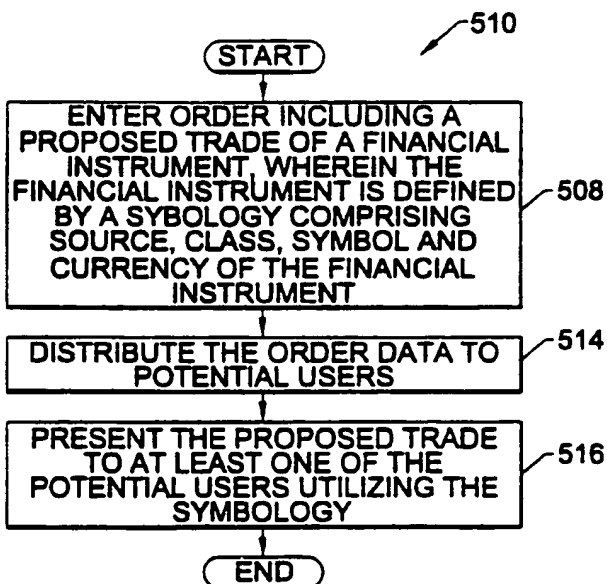 510
START
ENTER ORDER INCLUDING A
PROPOSED TRADE OF A FINANCIAL
INSTRUMENT, WHEREIN THE
FINANCIAL INSTRUMENT IS DEFINED
BY A SYBOLOGY COMPRISING
SOURCE, CLASS, SYMBOL AND
CURRENCY OF THE FINANCIAL
INSTRUMENT
508
DISTRIBUTE THE ORDER DATA TO
POTENTIAL USERS
514
PRESENT THE PROPOSED TRADE
TO AT LEAST ONE OF THE
POTENTIAL USERS UTILIZING THE
SYMBOLOGY
516
END